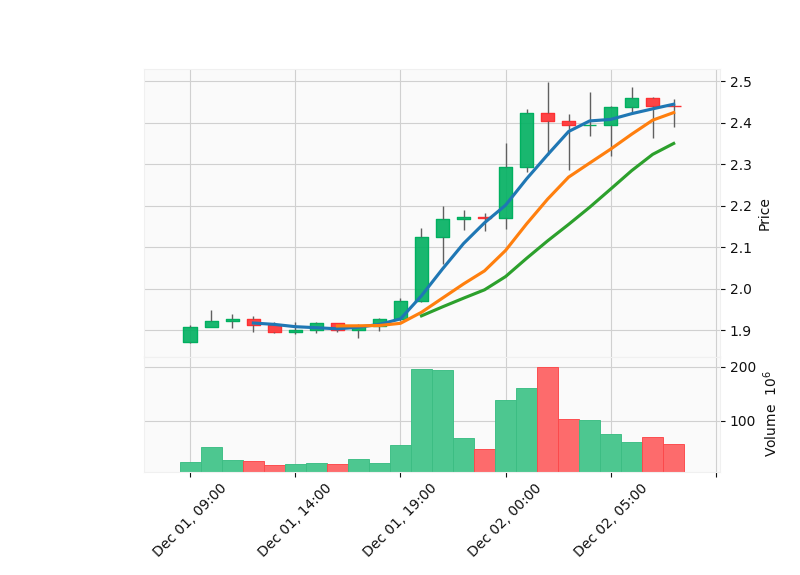 2.5
2.4
2.3
2.2
2.1
2.0
1.9
Price
200
100
Volume 10^6
Dec 01, 09:00
Dec 01, 14:00
Dec 01, 19:00
Dec 02, 00:00
Dec 02, 05:00